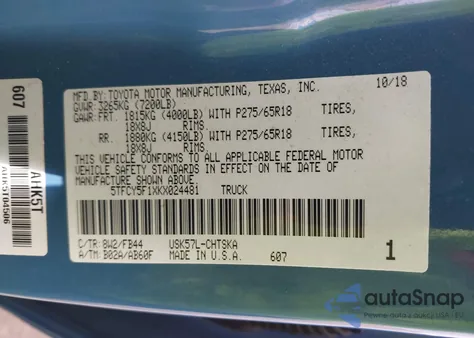 MFD.BY: TOYOTA MOTOR MANUFACTURING, TEXAS, INC. 10/18
GVWR: 3265KG (7200LB)
GAWR: FRT. 1815KG (4000LB) WITH P275/65R18 TIRES,
18X8J RIMS.
RR. 1880KG (4150LB) WITH P275/65R18 TIRES,
18X8J RIMS.
THIS VEHICLE CONFORMS TO ALL APPLICABLE FEDERAL MOTOR
VEHICLE SAFETY STANDARDS IN EFFECT ON THE DATE OF
MANUFACTURE SHOWN ABOVE.
5TFCY5F1XKX024481 TRUCK
C/TR: 8W2/FB44 USK57L-CHTSKA
A/TM: B02A/AB60F MADE IN U.S.A. 607
1
607
AHK5T
autoSnap